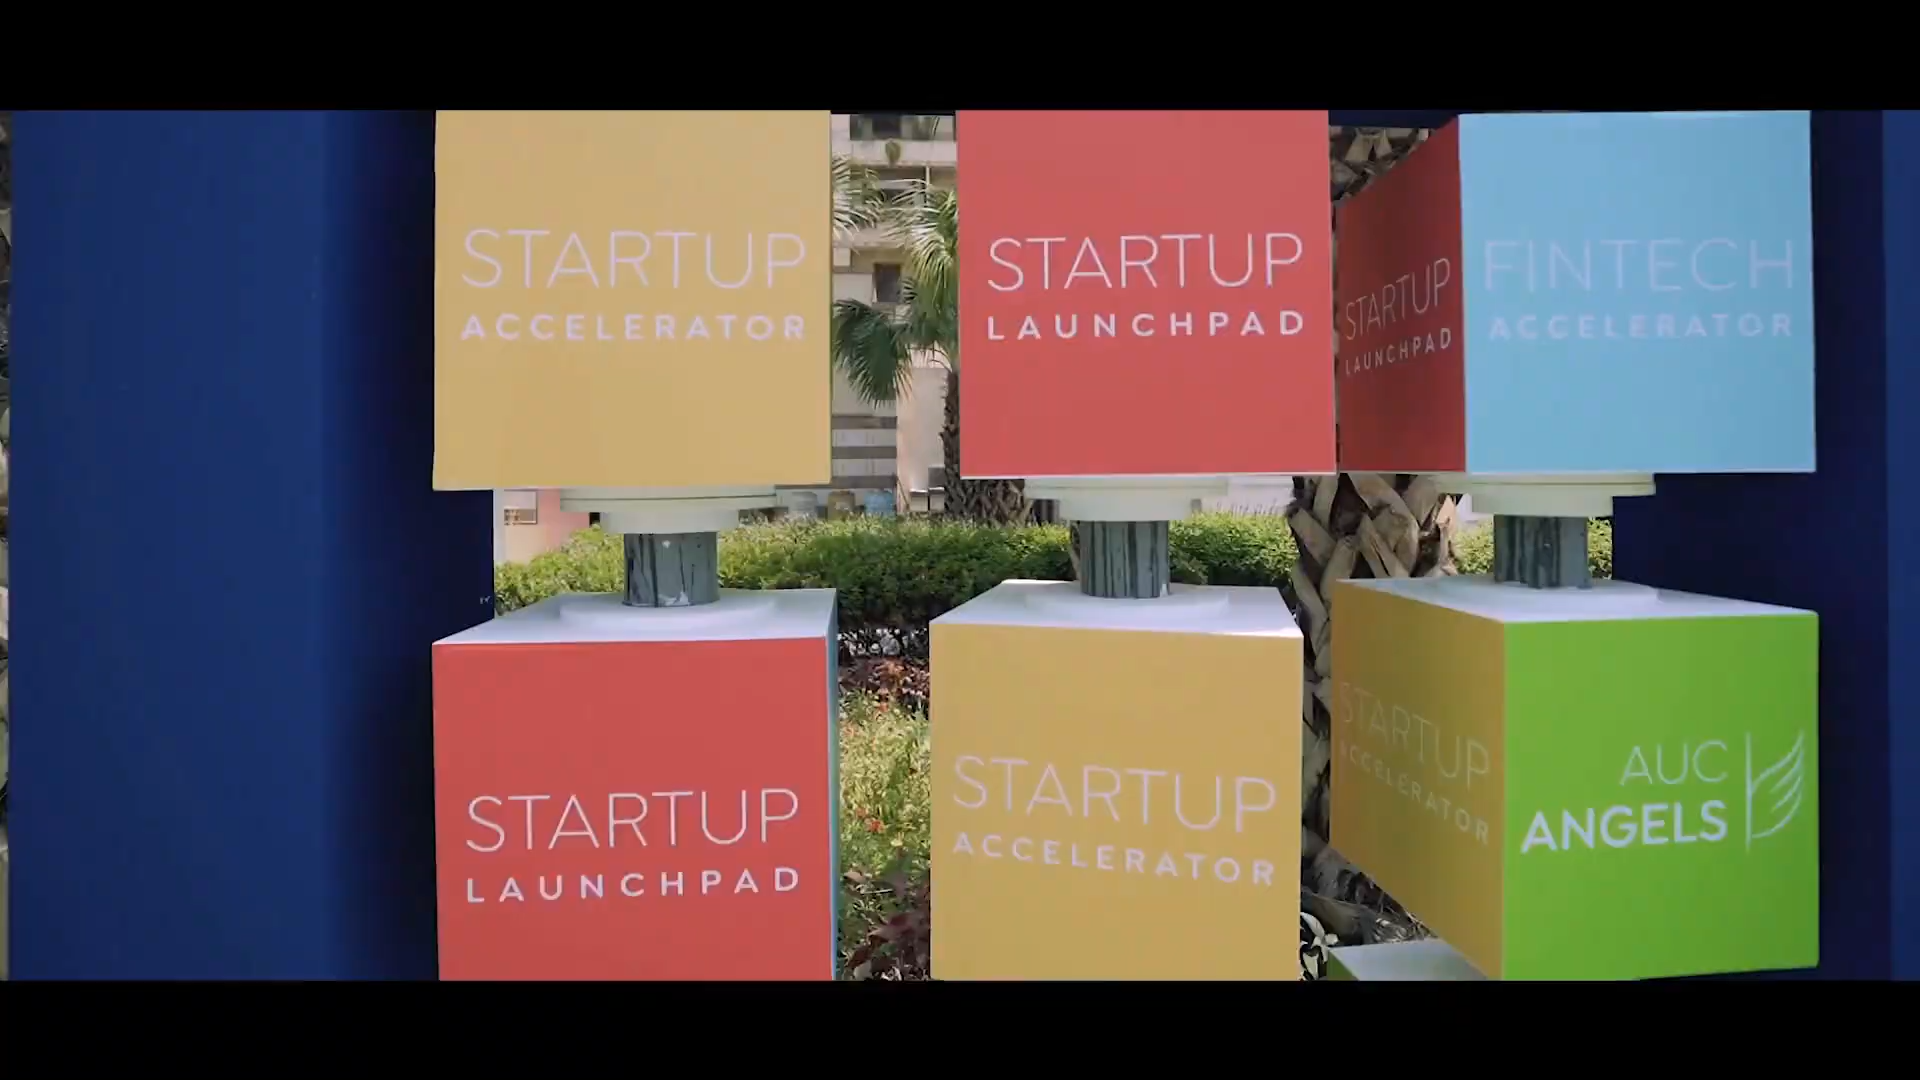 STARTUP
ACCELERATOR
STARTUP
LAUNCHPAD
STARTUP
LAUNCHPAD
FINTECH
ACCELERATOR
STARTUP
LAUNCHPAD
STARTUP
ACCELERATOR
STARTUP
ACCELERATOR
AUC
ANGELS